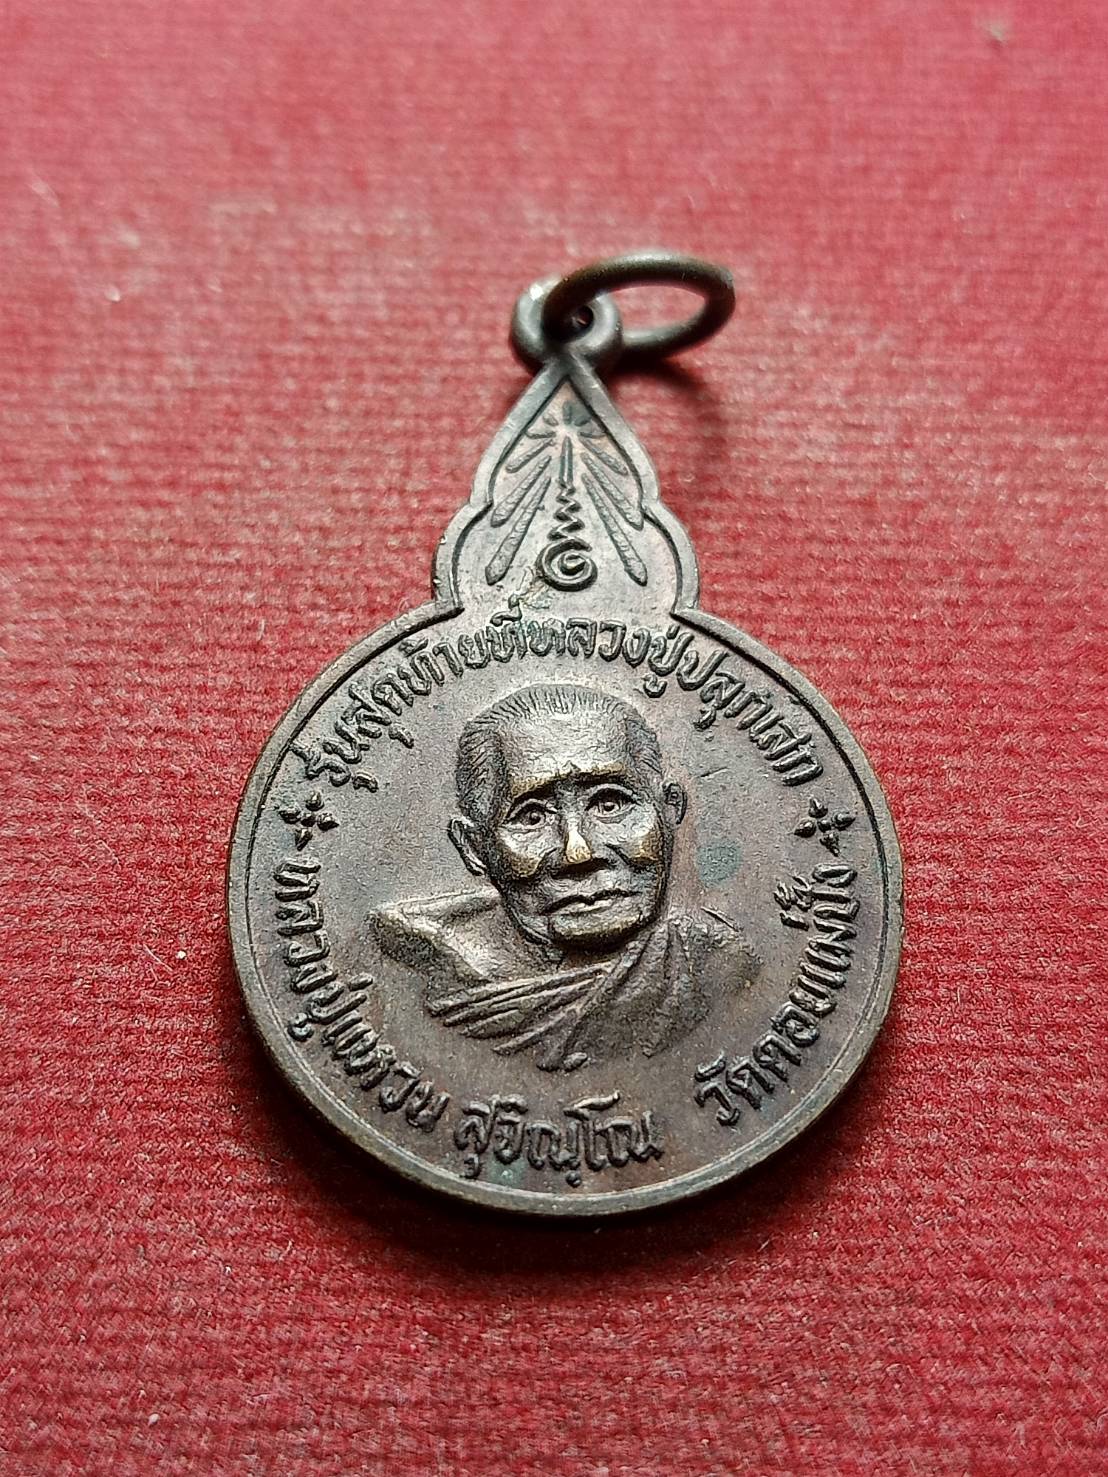 รุ่นสุดท้ายที่หลวงปู่ปลุกเสก
หลวงปู่แหวน สุจิณฺโณ วัดดอยแม่ปั๋ง